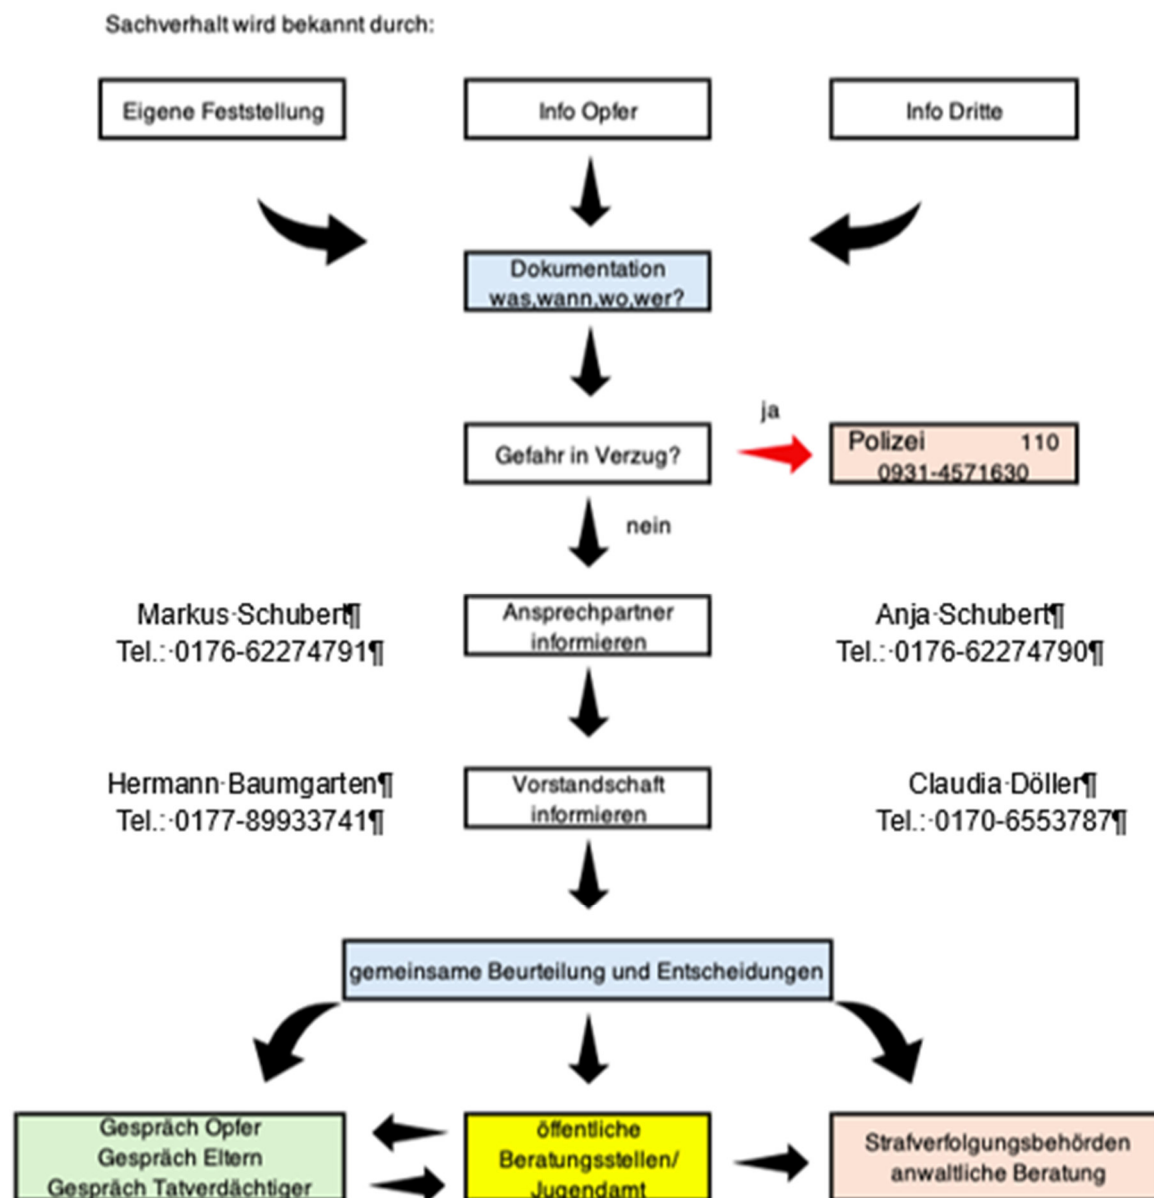 Sachverhalt wird bekannt durch:
Eigene Feststellung
Info Opfer
Info Dritte
Dokumentation
was,wann,wo,wer?
Gefahr in Verzug?
ja
Polizei 110
0931-4571630
nein
Markus·Schubert¶
Tel.:·0176-62274791¶
Ansprechpartner
informieren
Anja·Schubert¶
Tel.:·0176-62274790¶
Hermann·Baumgarten¶
Tel.:·0177-89933741¶
Vorstandschaft
informieren
Claudia·Döller¶
Tel.:·0170-6553787¶
gemeinsame Beurteilung und Entscheidungen
Gespräch Opfer
Gespräch Eltern
Gespräch Tatverdächtiger
öffentliche
Beratungsstellen/
Jugendamt
Strafverfolgungsbehörden
anwaltliche Beratung